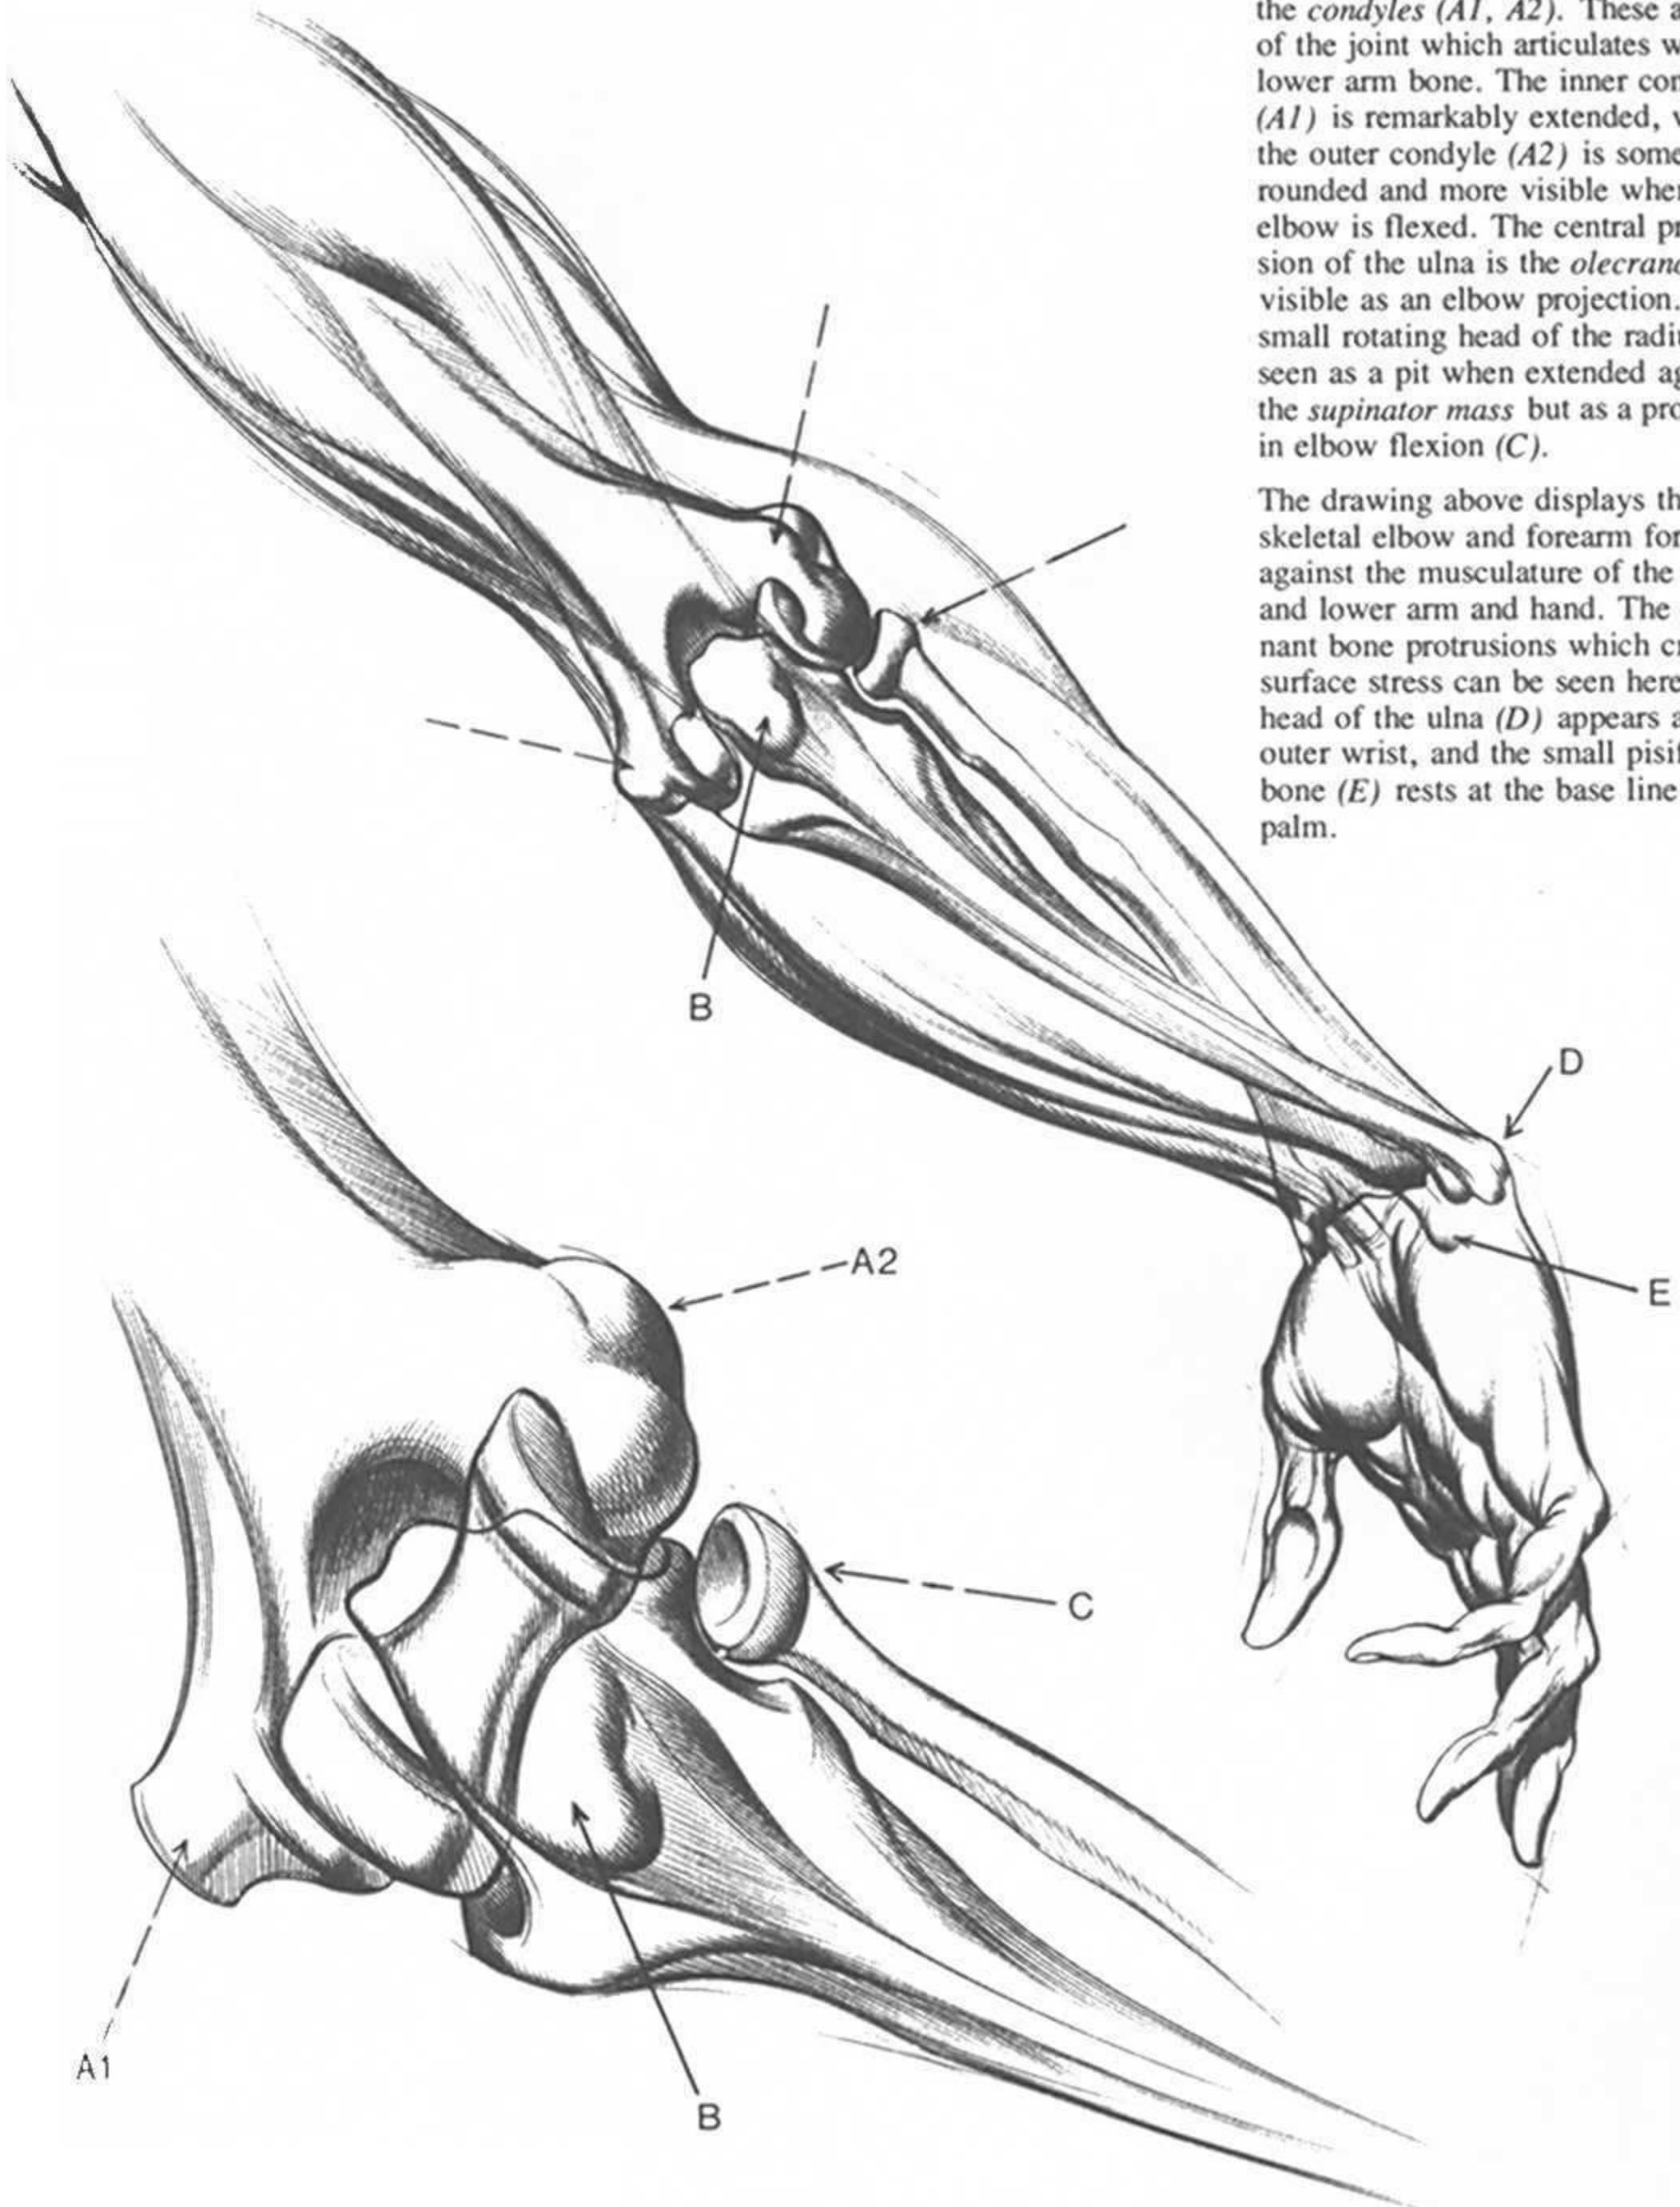 the condyles (A1, A2). These a
of the joint which articulates w
lower arm bone. The inner con
(A1) is remarkably extended, w
the outer condyle (A2) is some
rounded and more visible when
elbow is flexed. The central pr
sion of the ulna is the olecrano
visible as an elbow projection.
small rotating head of the radiu
seen as a pit when extended ag
the supinator mass but as a pro
in elbow flexion (C).
The drawing above displays th
skeletal elbow and forearm for
against the musculature of the
and lower arm and hand. The
nant bone protrusions which cr
surface stress can be seen here
head of the ulna (D) appears a
outer wrist, and the small pisif
bone (E) rests at the base line
palm.
B
D
A2
E
C
A1
B